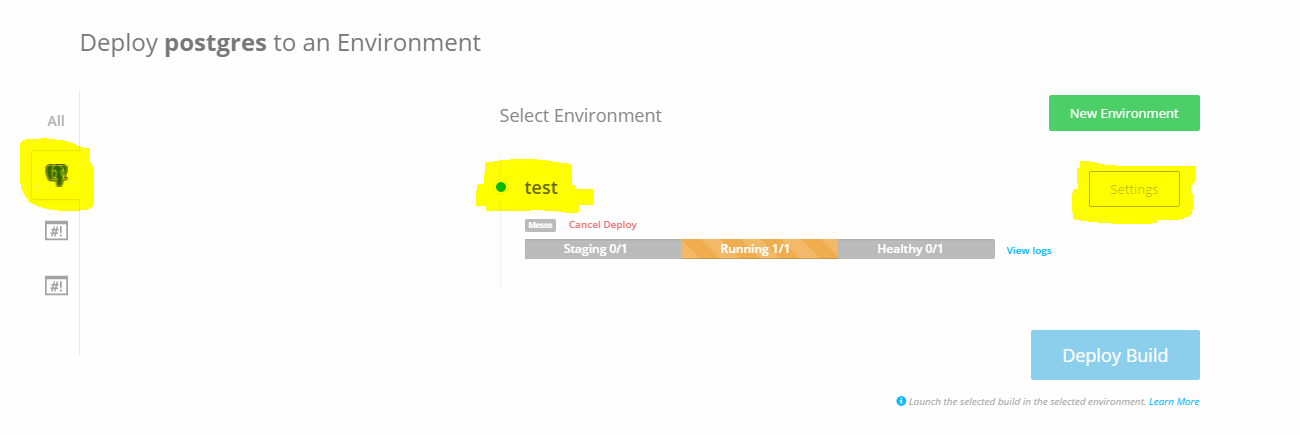 Deploy postgres to an Environment
All
Select Environment
New Environment
test
Settings
Mesos
Cancel Deploy
Staging 0/1
Running 1/1
Healthy 0/1
View logs
#!
#!
Deploy Build
Launch the selected build in the selected environment. Learn More